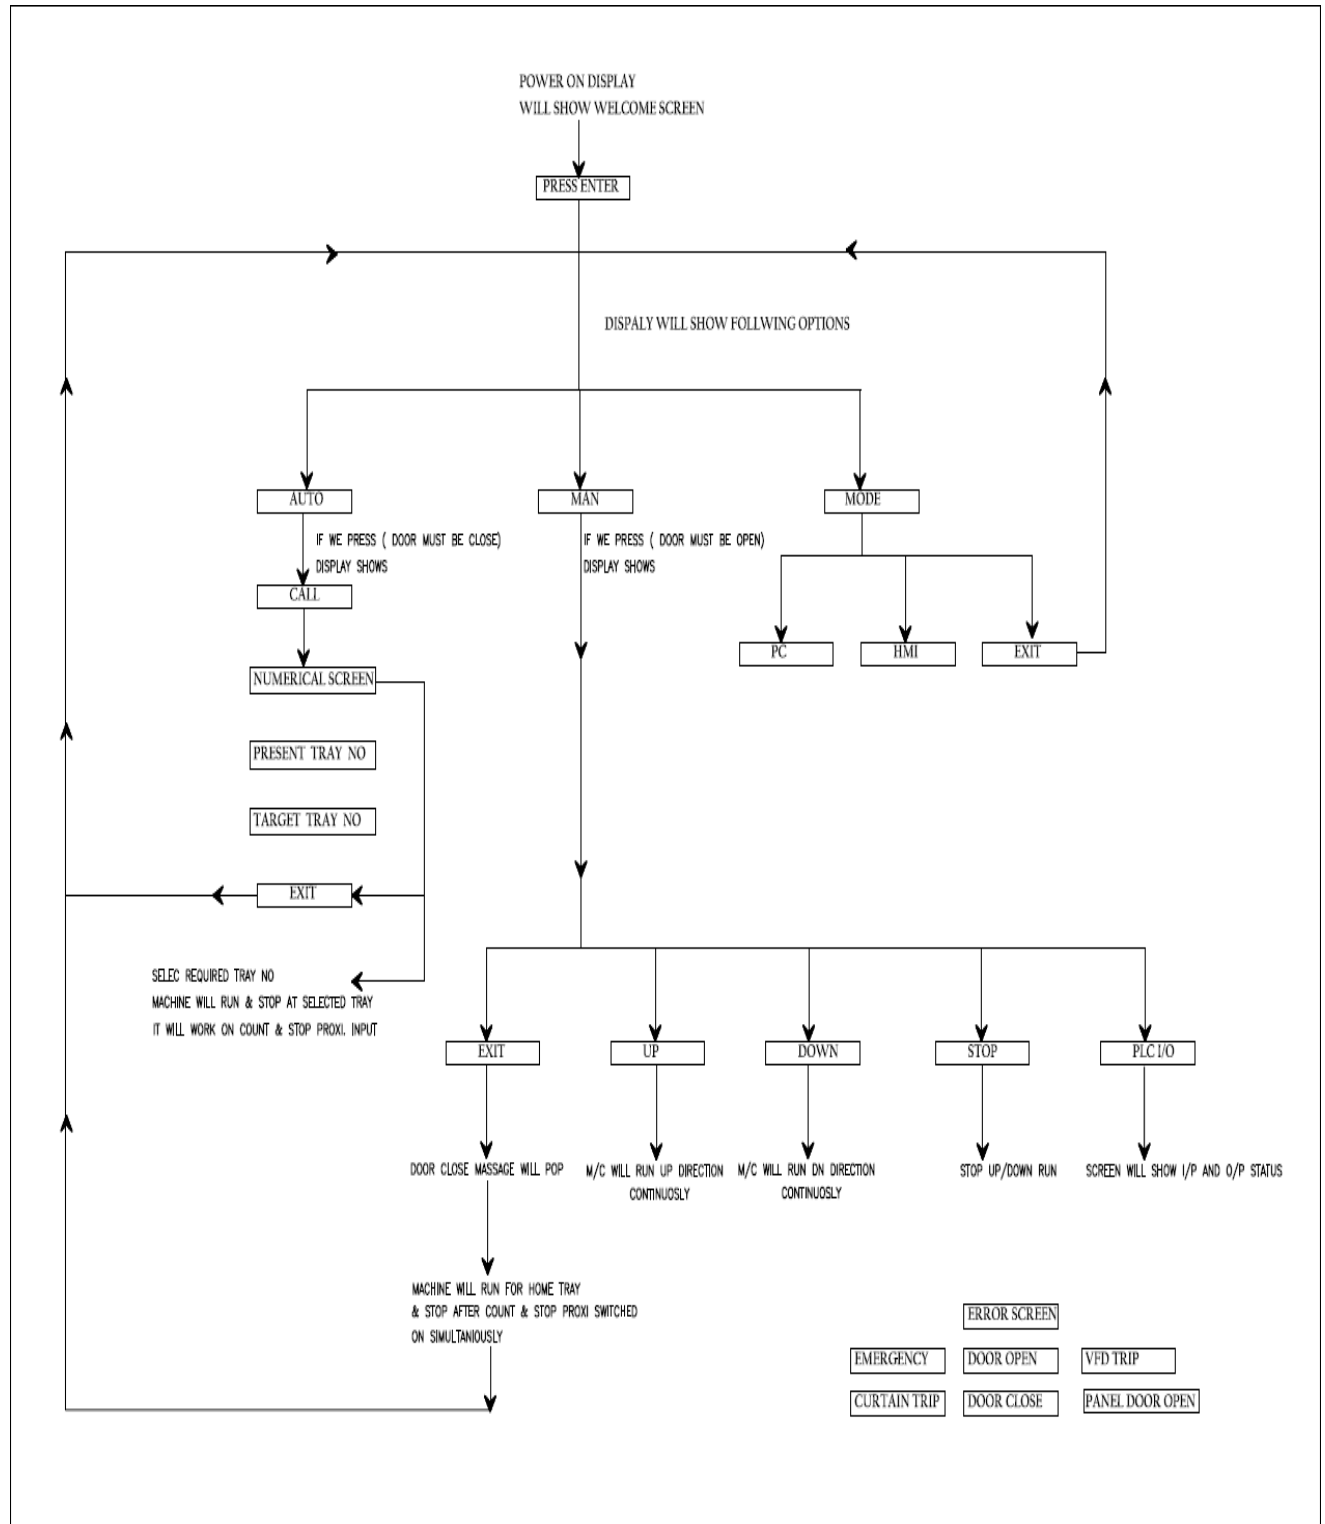 POWER ON DISPLAY
WILL SHOW WELCOME SCREEN
PRESS ENTER
DISPALY WILL SHOW FOLLWING OPTIONS
AUTO
MAN
MODE
IF WE PRESS ( DOOR MUST BE CLOSE)
DISPLAY SHOWS
IF WE PRESS ( DOOR MUST BE OPEN)
DISPLAY SHOWS
CALL
PC
HMI
EXIT
NUMERICAL SCREEN
PRESENT TRAY NO
TARGET TRAY NO
EXIT
SELEC REQUIRED TRAY NO
MACHINE WILL RUN & STOP AT SELECTED TRAY
IT WILL WORK ON COUNT & STOP PROXI. INPUT
EXIT
UP
DOWN
STOP
PLC I/O
DOOR CLOSE MASSAGE WILL POP
M/C WILL RUN UP DIRECTION
CONTINUOSLY
M/C WILL RUN DN DIRECTION
CONTINUOSLY
STOP UP/DOWN RUN
SCREEN WILL SHOW I/P AND O/P STATUS
MACHINE WILL RUN FOR HOME TRAY
& STOP AFTER COUNT & STOP PROXI SWITCHED
ON SIMULTANIOUSLY
ERROR SCREEN
EMERGENCY
DOOR OPEN
VFD TRIP
CURTAIN TRIP
DOOR CLOSE
PANEL DOOR OPEN